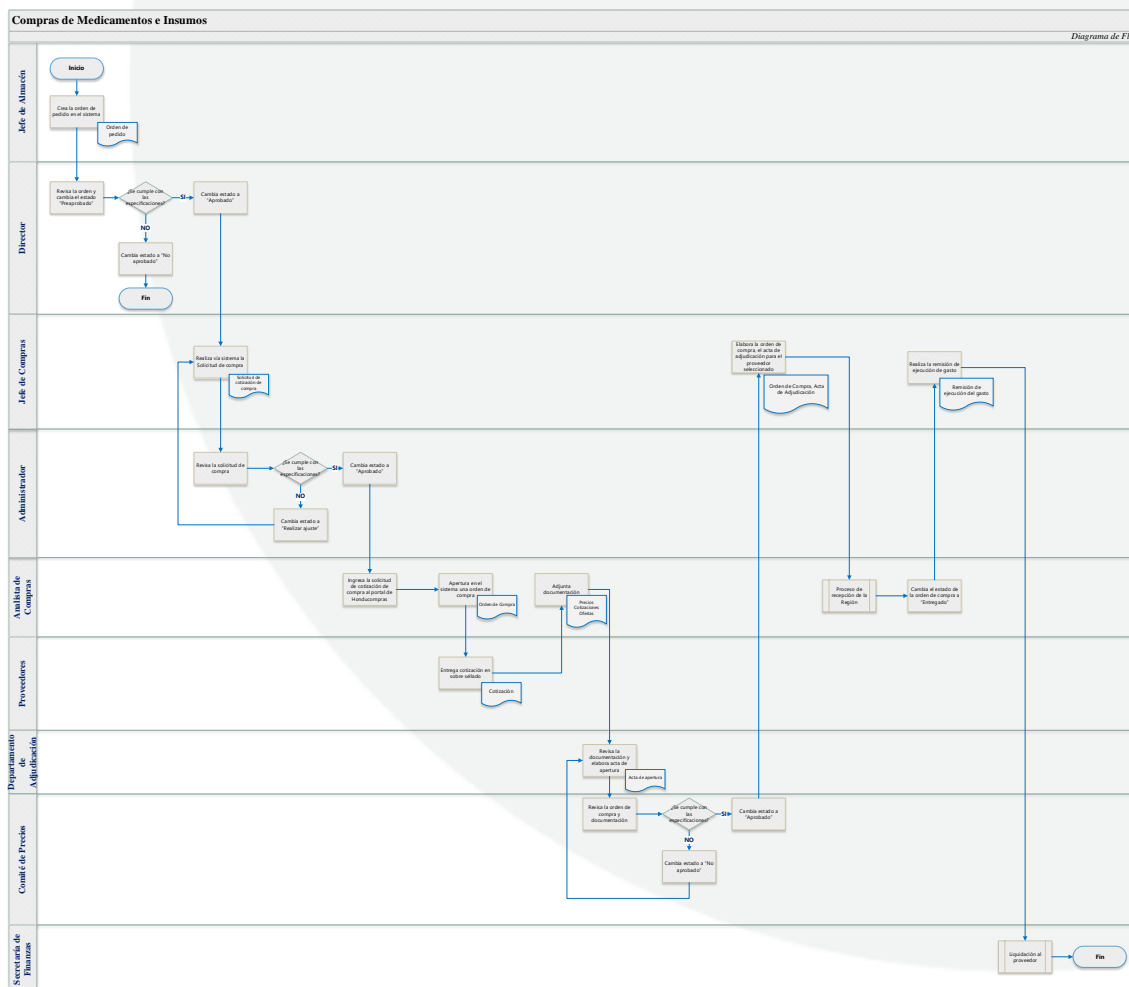 Compras de Medicamentos e Insumos
Diagrama de Fl
Jefe de Almacén
Inicio
Crea la orden de
pedido en el sistema
Orden de
pedido
Director
Revisa la orden y
cambia el estado
"Preaprobado"
¿Se cumple con
las
especificaciones?
SI
Cambia estado a
"Aprobado"
NO
Cambia estado a "No
aprobado"
Fin
Jefe de Compras
Realiza vía sistema la
Solicitud de compra
Solicitud de
cotización de
compra
Elabora la orden de
compra, el acta de
adjudicación para el
proveedor
seleccionado
Orden de Compra, Acta
de Adjudicación
Realiza la remisión de
ejecución de gasto
Remisión de
ejecución del gasto
Administrador
Revisa la solicitud de
compra
¿Se cumple con
las
especificaciones?
SI
Cambia estado a
"Aprobado"
NO
Cambia estado a
"Realizar ajuste"
Analista de
Compras
Ingresa la solicitud
de cotización de
compra al portal de
Honducompras
Apertura en el
sistema una orden de
compra
Orden de Compra
Adjunta
documentación
Precios
Cotizaciones
Ofertas
Proceso de
recepción de la
Región
Cambia el estado de
la orden de compra a
"Entregado"
Proveedores
Entrega cotización en
sobre sellado
Cotización
Departamento
de
Adjudicación
Revisa la
documentación y
elabora acta de
apertura
Acta de apertura
Comité de Precios
Revisa la orden de
compra y
documentación
¿Se cumple con
las
especificaciones?
SI
Cambia estado a
"Aprobado"
NO
Cambia estado a "No
aprobado"
Secretaría de
Finanzas
Liquidación al
proveedor
Fin